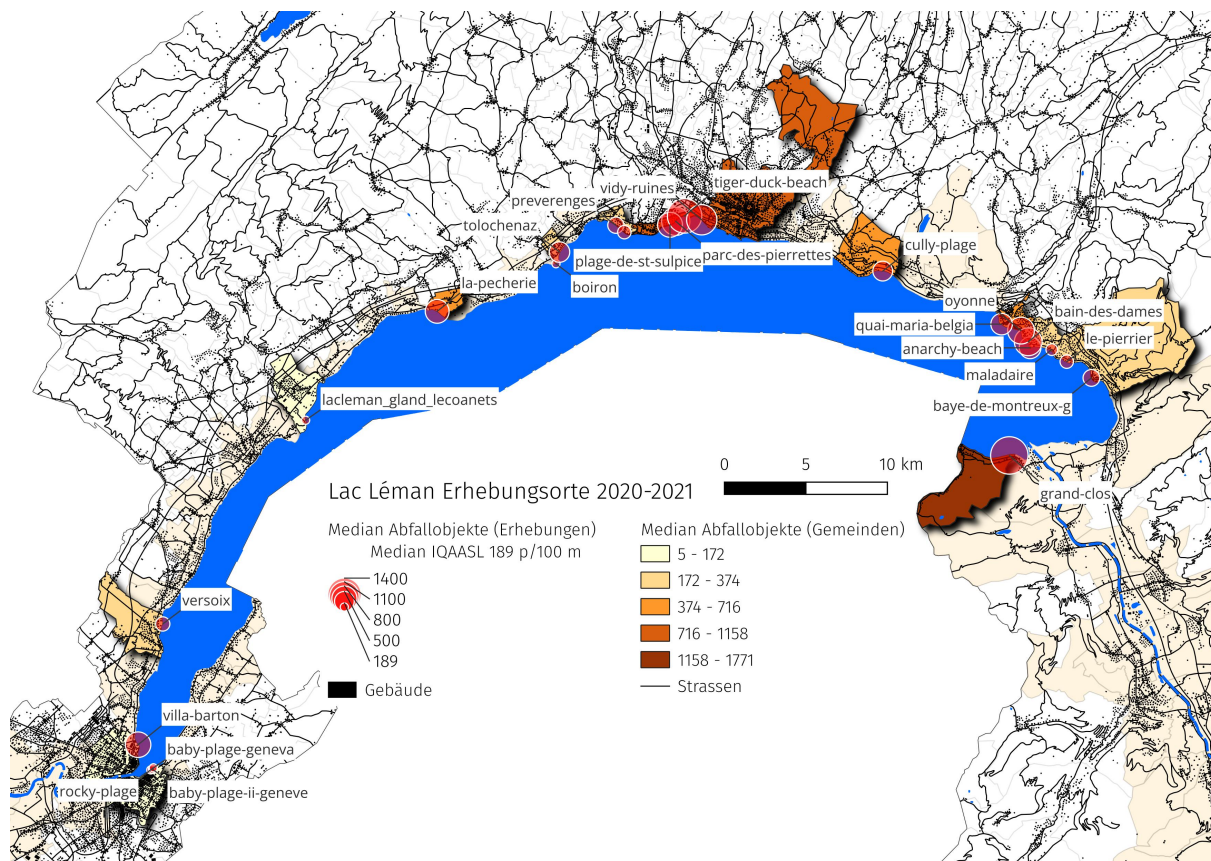 vidy-ruines
tiger-duck-beach
preverenges
tolochenaz
plage-de-st-sulpice
parc-des-pierrettes
cully-plage
la-pecherie
boiron
oyonne
bain-des-dames
quai-maria-belgia
le-pierrier
anarchy-beach
maladaire
baye-de-montreux-g
lacleman_gland_lecoanets
grand-clos
0 5 10 km
Lac Léman Erhebungsorte 2020-2021
Median Abfallobjekte (Erhebungen)
Median IQAASL 189 p/100 m
1400
1100
800
500
189
Gebäude
Median Abfallobjekte (Gemeinden)
5 - 172
172 - 374
374 - 716
716 - 1158
1158 - 1771
Strassen
versoix
villa-barton
baby-plage-geneva
rocky-plage
baby-plage-ii-geneve